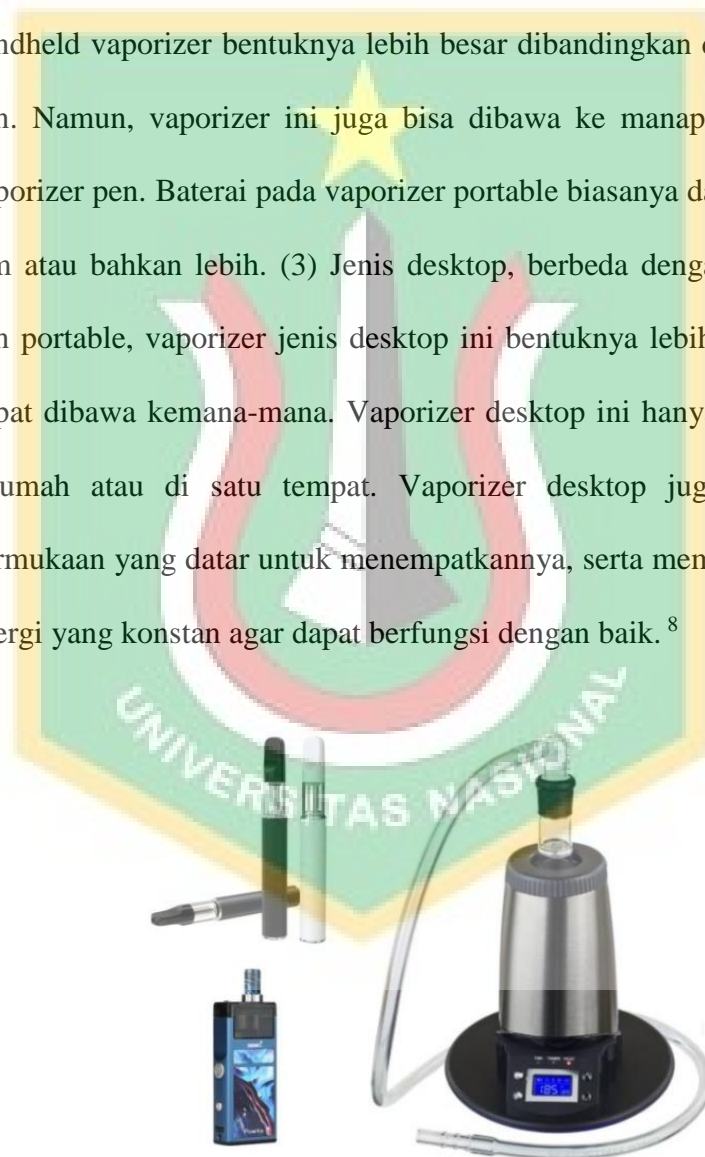 ndheld vaporizer bentuknya lebih besar dibandingkan
n. Namun, vaporizer ini juga bisa dibawa ke manap
porizer pen. Baterai pada vaporizer portable biasanya da
m atau bahkan lebih. (3) Jenis desktop, berbeda denga
n portable, vaporizer jenis desktop ini bentuknya lebih
pat dibawa kemana-mana. Vaporizer desktop ini hany
rumah atau di satu tempat. Vaporizer desktop jug
rmukaan yang datar untuk menempatkannya, serta mem
ergi yang konstan agar dapat berfungsi dengan baik. 8
UNIVERSITAS NASIONAL
185